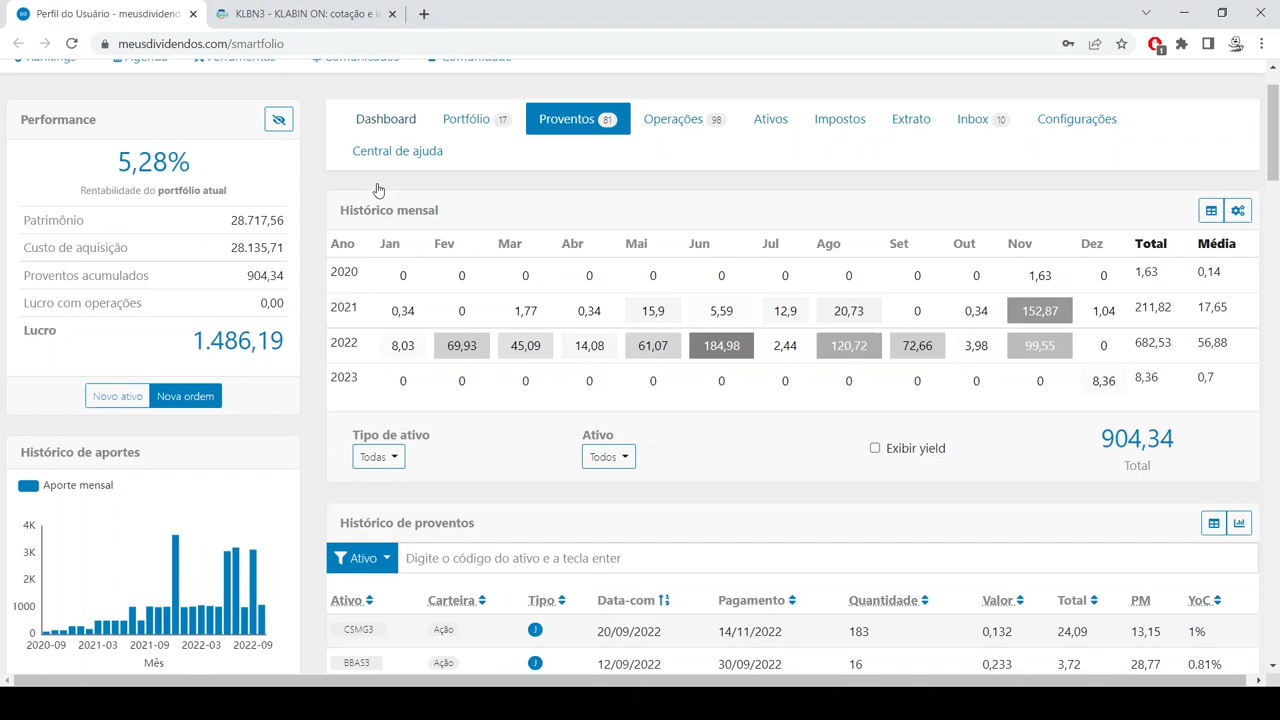 Perfil do Usuário - meusdividend
KLBN3 - KLABIN ON: cotação e i
meusdividendos.com/smartfolio
1
Rankings Agenda Ferramentas Comunicados Comunidade
Performance
5,28%
Rentabilidade do portfólio atual
Patrimônio 28.717,56
Custo de aquisição 28.135,71
Proventos acumulados 904,34
Lucro com operações 0,00
Lucro 1.486,19
Novo ativo Nova ordem
Histórico de aportes
Aporte mensal
4K
3K
2K
1000
0
2020-09 2021-03 2021-09 2022-03 2022-09
Mês
Dashboard Portfólio 17 Proventos 81 Operações 98 Ativos Impostos Extrato Inbox 10 Configurações
Central de ajuda
Histórico mensal
Ano Jan Fev Mar Abr Mai Jun Jul Ago Set Out Nov Dez Total Média
2020 0 0 0 0 0 0 0 0 0 0 1,63 0 1,63 0,14
2021 0,34 0 1,77 0,34 15,9 5,59 12,9 20,73 0 0,34 152,87 1,04 211,82 17,65
2022 8,03 69,93 45,09 14,08 61,07 184,98 2,44 120,72 72,66 3,98 99,55 0 682,53 56,88
2023 0 0 0 0 0 0 0 0 0 0 0 8,36 8,36 0,7
Tipo de ativo Ativo
Todas Todos Exibir yield
904,34
Total
Histórico de proventos
Ativo Digite o código do ativo e a tecla enter
Ativo Carteira Tipo Data-com Pagamento Quantidade Valor Total PM YoC
CSMG3 Ação J 20/09/2022 14/11/2022 183 0,132 24,09 13,15 1%
BBAS3 Ação J 12/09/2022 30/09/2022 16 0,233 3,72 28,77 0.81%